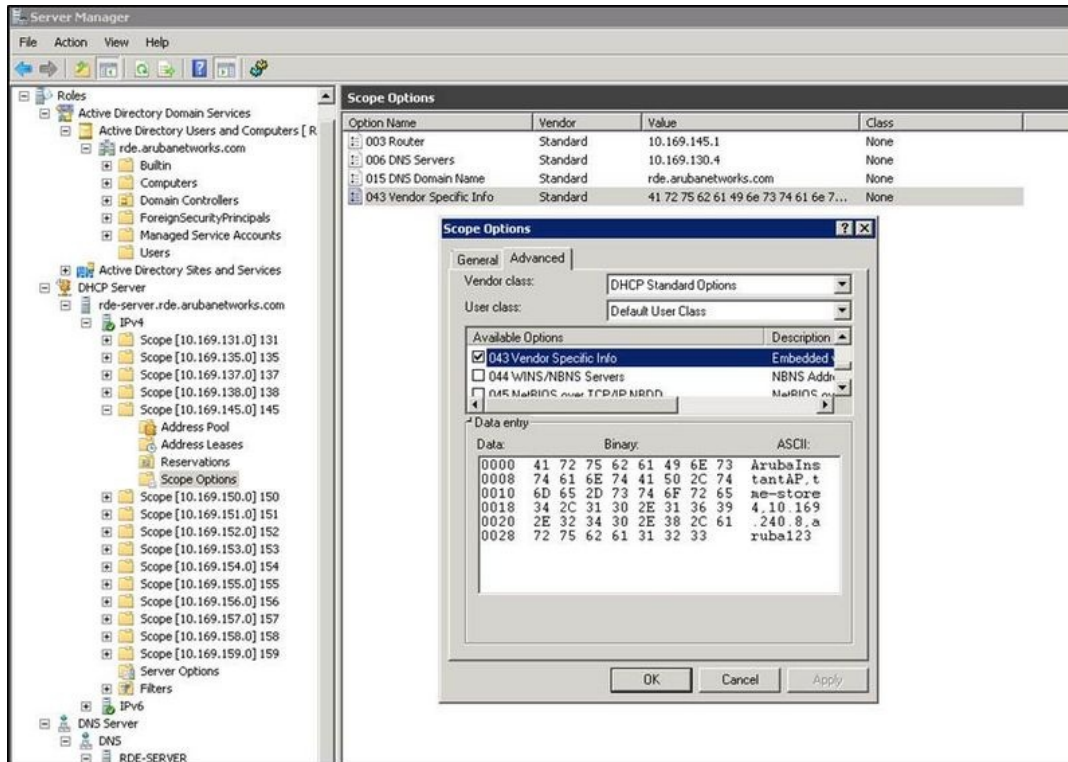 Server Manager
File Action View Help
Roles
Active Directory Domain Services
Active Directory Users and Computers [ R
rde.arubanetworks.com
Builtin
Computers
Domain Controllers
ForeignSecurityPrincipals
Managed Service Accounts
Users
Active Directory Sites and Services
DHCP Server
rde-server.rde.arubanetworks.com
IPv4
Scope [10.169.131.0] 131
Scope [10.169.135.0] 135
Scope [10.169.137.0] 137
Scope [10.169.138.0] 138
Scope [10.169.145.0] 145
Address Pool
Address Leases
Reservations
Scope Options
Scope [10.169.150.0] 150
Scope [10.169.151.0] 151
Scope [10.169.152.0] 152
Scope [10.169.153.0] 153
Scope [10.169.154.0] 154
Scope [10.169.155.0] 155
Scope [10.169.156.0] 156
Scope [10.169.157.0] 157
Scope [10.169.158.0] 158
Scope [10.169.159.0] 159
Server Options
Filters
IPv6
DNS Server
DNS
RDE-SERVER
Scope Options
Option Name Vendor Value Class
003 Router Standard 10.169.145.1 None
006 DNS Servers Standard 10.169.130.4 None
015 DNS Domain Name Standard rde.arubanetworks.com None
043 Vendor Specific Info Standard 41 72 75 62 61 49 6e 73 74 61 6e 7... None
Scope Options
General Advanced
Vendor class: DHCP Standard Options
User class: Default User Class
Available Options Description
043 Vendor Specific Info Embedded
044 WINS/NBNS Servers NBNS Addr
045 NetBIOS over TCP/IP NBDD NetBIOS
Data entry
Data: Binary: ASCII:
0000 41 72 75 62 61 49 6E 73 ArubaIns
0008 74 61 6E 74 41 50 2C 74 tantAP,t
0010 6D 65 2D 73 74 6F 72 65 me-store
0018 34 2C 31 30 2E 31 36 39 4,10.169
0020 2E 32 34 30 2E 38 2C 61 .240.8,a
0028 72 75 62 61 31 32 33 ruba123
OK Cancel Apply